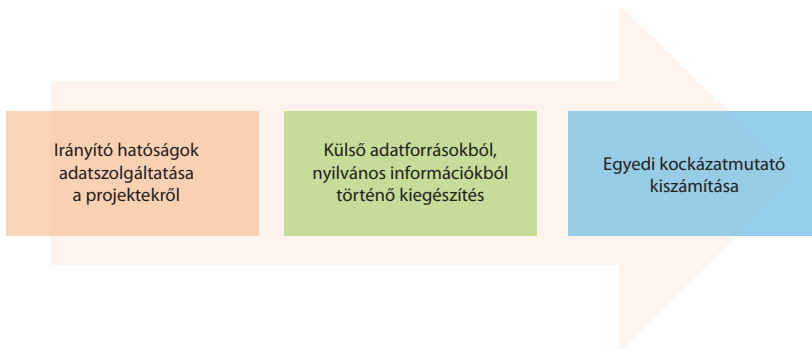 Irányító hatóságok
adatszolgáltatása
a projektekről
Külső adatforrásokból,
nyilvános információkból
történő kiegészítés
Egyedi kockázatmutató
kiszámítása